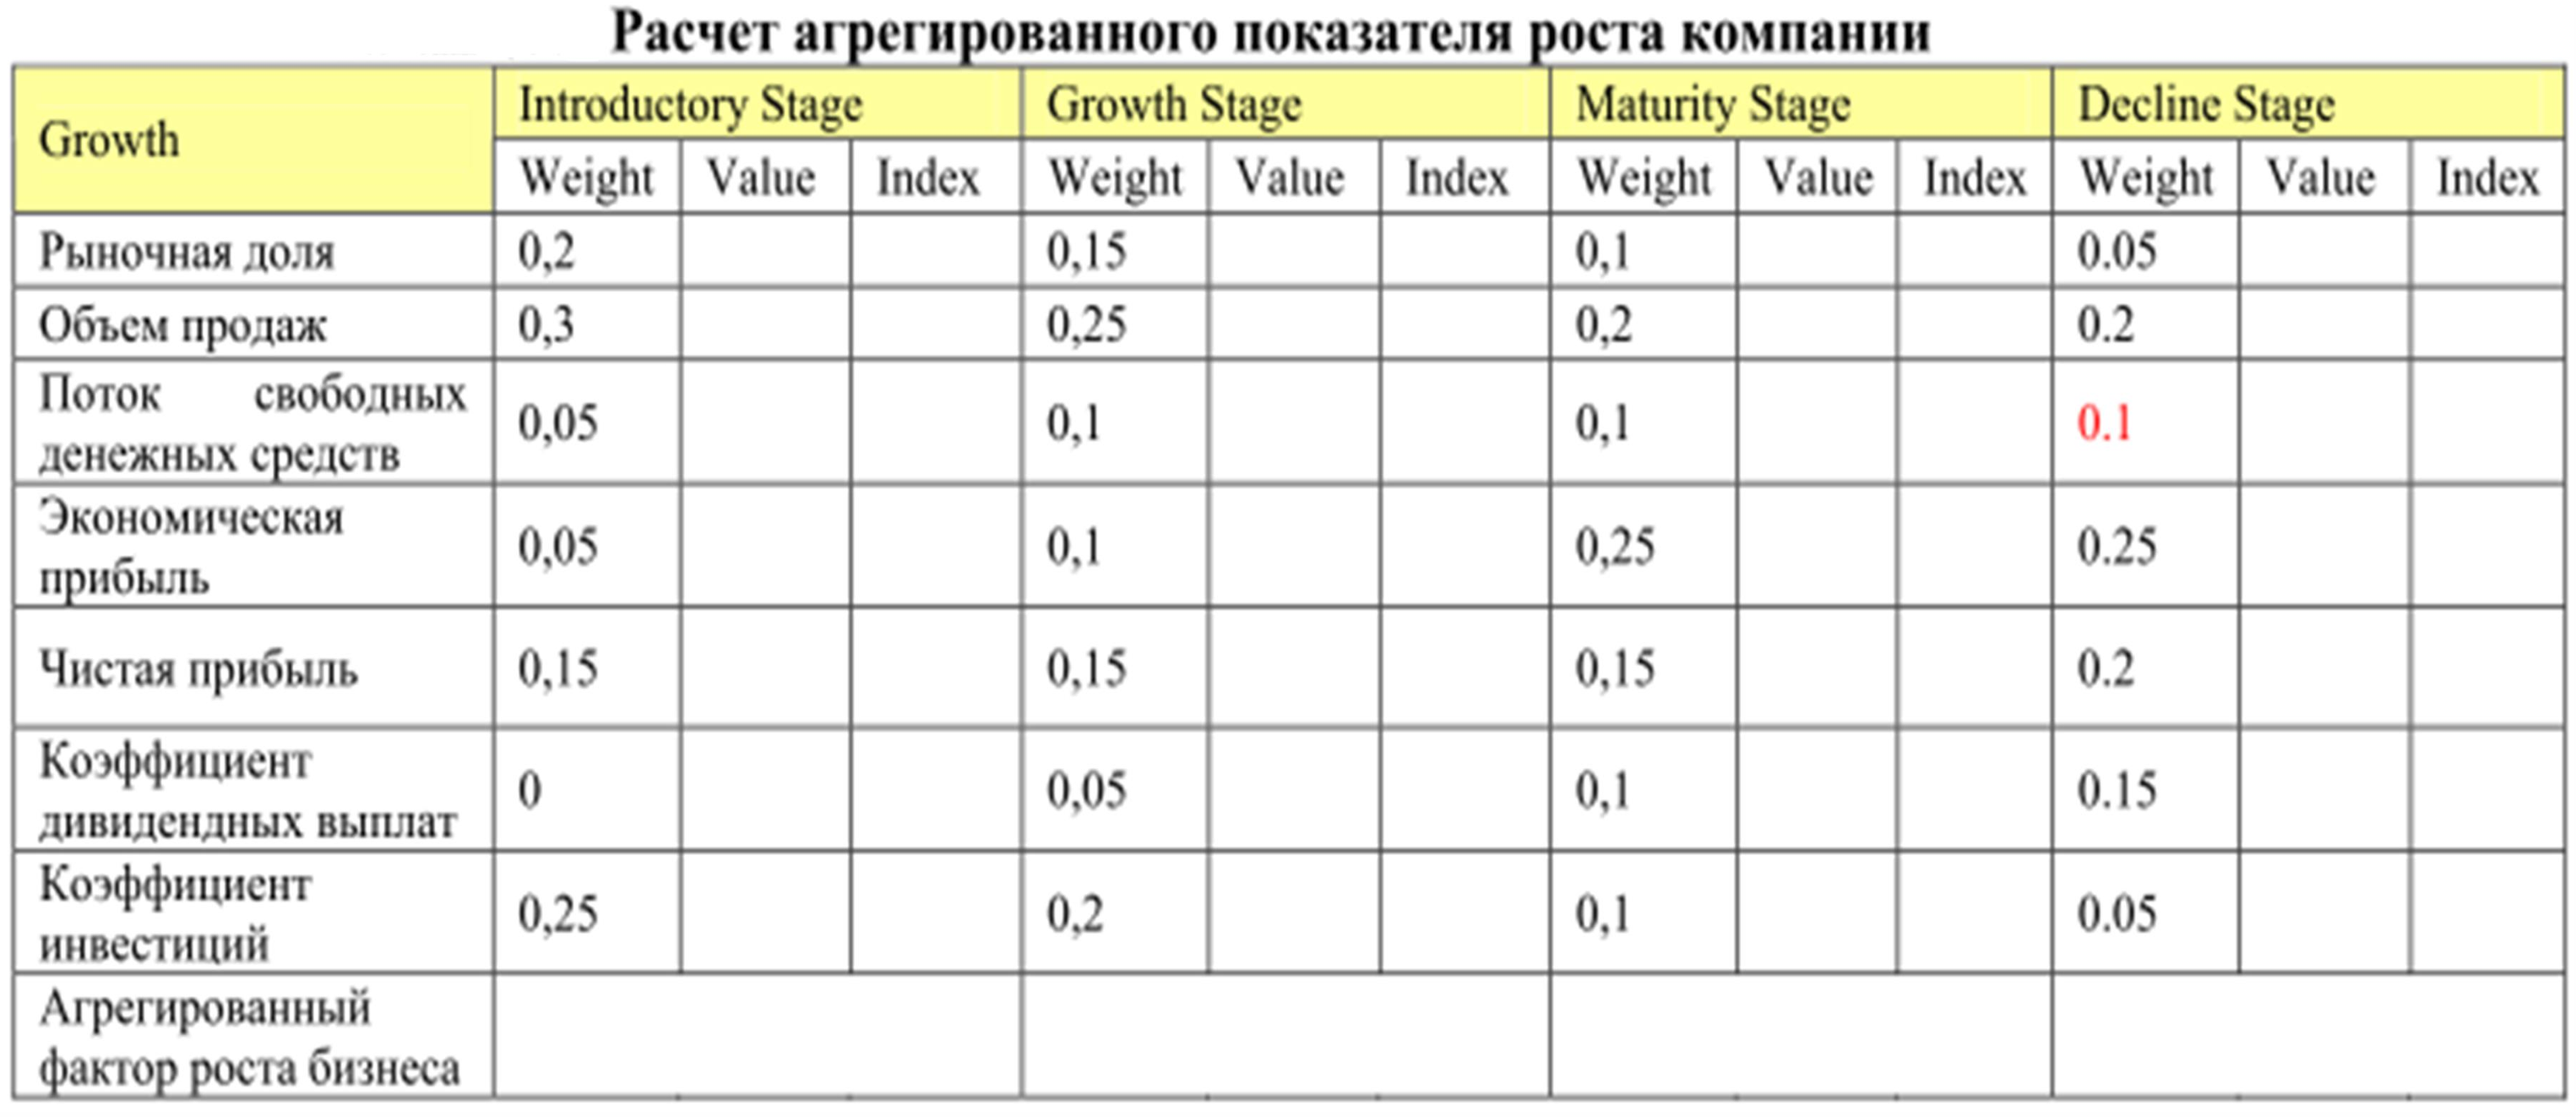 Расчет агрегированного показателя роста компании
Growth Introductory Stage Growth Stage Maturity Stage Decline Stage
Weight Value Index Weight Value Index Weight Value Index Weight Value Index
Рыночная доля 0,2 0,15 0,1 0.05
Объем продаж 0,3 0,25 0,2 0.2
Поток свободных
денежных средств 0,05 0,1 0,1 0.1
Экономическая
прибыль 0,05 0,1 0,25 0.25
Чистая прибыль 0,15 0,15 0,15 0.2
Коэффициент
дивидендных выплат 0 0,05 0,1 0.15
Коэффициент
инвестиций 0,25 0,2 0,1 0.05
Агрегированный
фактор роста бизнеса